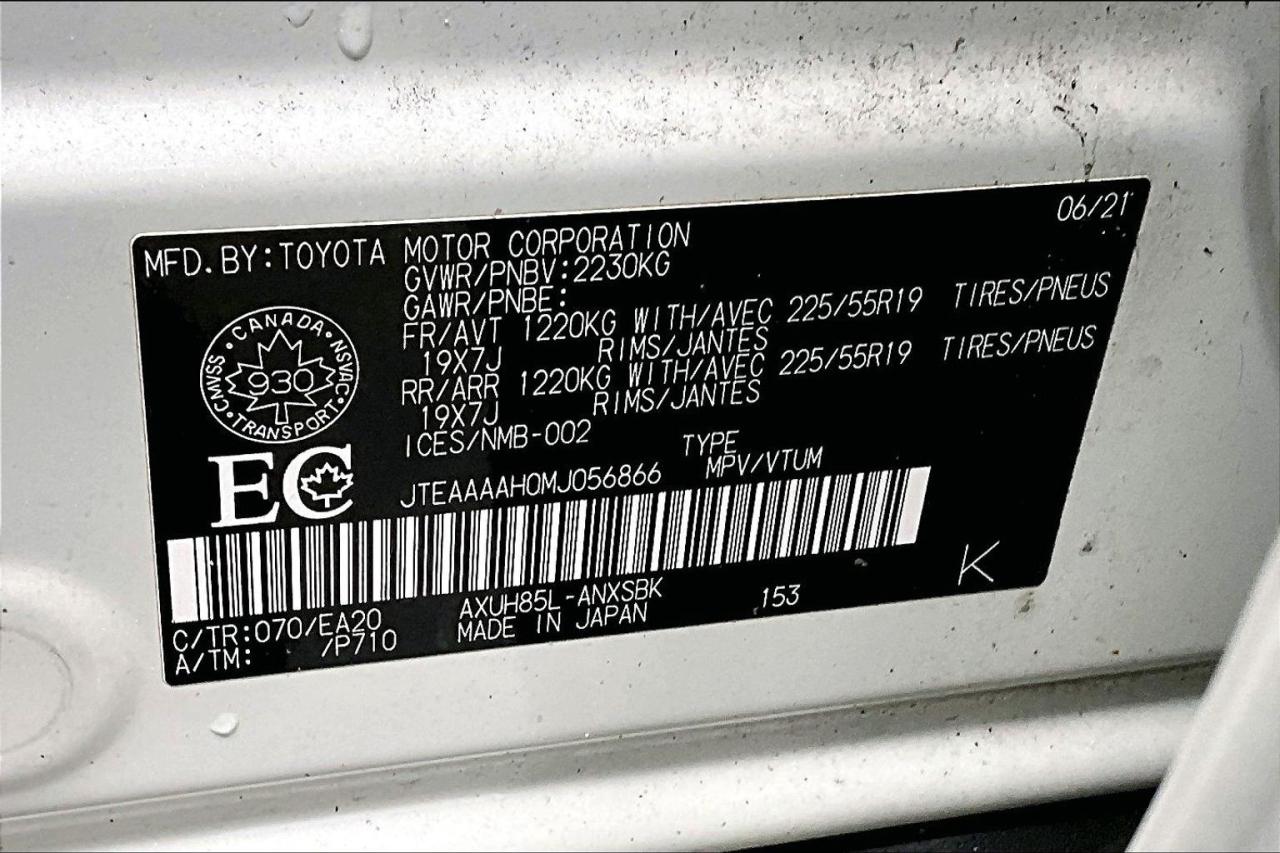 06/21
MFD.BY:TOYOTA MOTOR CORPORATION
GVWR/PNBV:2230KG
GAWR/PNBE:
FR/AVT 1220KG WITH/AVEC 225/55R19 TIRES/PNEUS
19X7J RIMS/JANTES
RR/ARR 1220KG WITH/AVEC 225/55R19 TIRES/PNEUS
19X7J RIMS/JANTES
ICES/NMB-002
CANADA
CMVSS
NSVAC
930
TRANSPORT
EC
TYPE
JTEAAAAH0MJ056866 MPV/VTUM
K
C/TR:070/EA20 AXUH85L-ANXSBK 153
A/TM: /P710 MADE IN JAPAN